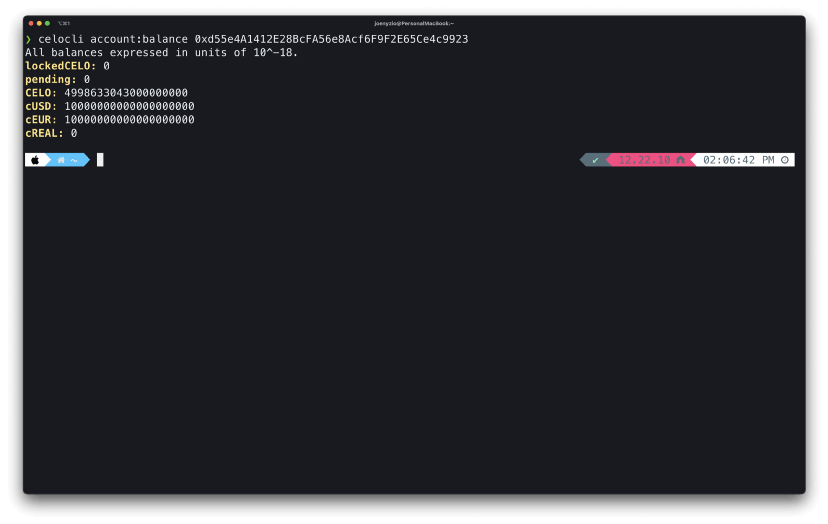 ⌥⌘1
joenyzio@PersonalMacBook:~
❯ celocli account:balance 0xd55e4A1412E28BcFA56e8Acf6F9F2E65Ce4c9923
All balances expressed in units of 10^-18.
lockedCELO: 0
pending: 0
CELO: 4998633043000000000
cUSD: 10000000000000000000
cEUR: 10000000000000000000
cREAL: 0
~ ✔ 12.22.10 02:06:42 PM